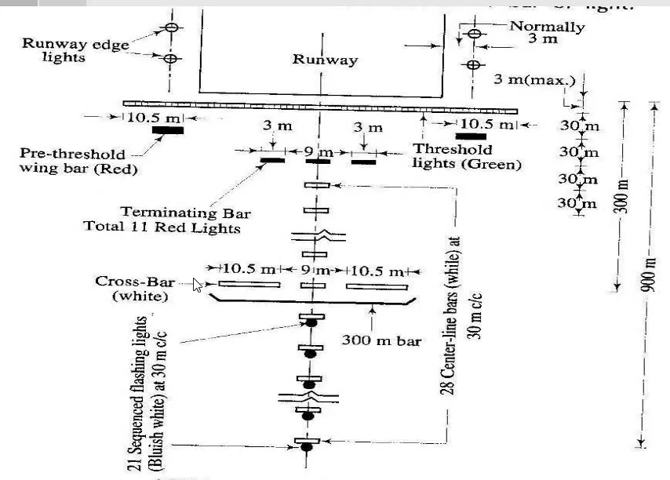 Normally
3 m
Runway edge
lights
Runway
3 m(max.)
10.5 m
3 m
3 m
10.5 m
30 m
9 m
Threshold
lights (Green)
30 m
Pre-threshold
wing bar (Red)
30 m
30 m
Terminating Bar
Total 11 Red Lights
300 m
900 m
10.5 m
9 m
10.5 m
Cross-Bar
(white)
28 Center-line bars (while) at
30 m c/c
300 m bar
21 Sequenced flashing lights
(Bluish white) at 30 m c/c